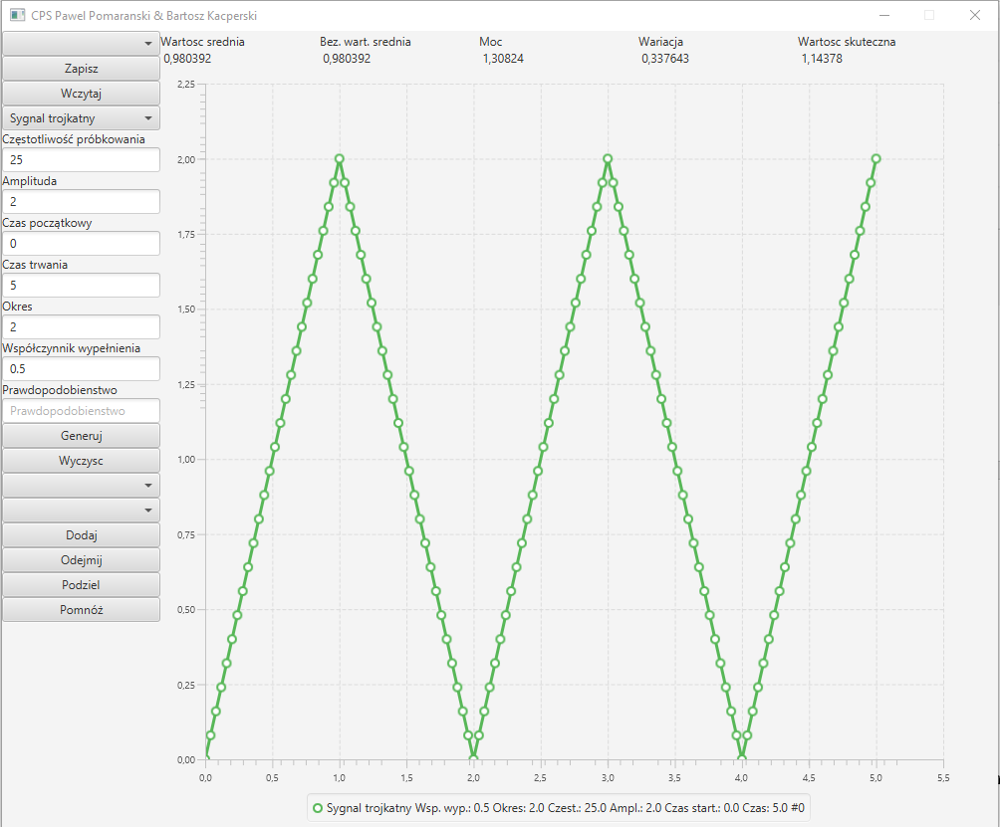 CPS Pawel Pomaranski & Bartosz Kacperski
Wartosc srednia Bez. wart. srednia Moc Wariacja Wartosc skuteczna
0,980392 0,980392 1,30824 0,337643 1,14378
Zapisz
Wczytaj
Sygnal trojkatny
Częstotliwość próbkowania
25
Amplituda
2
Czas początkowy
0
Czas trwania
5
Okres
2
Współczynnik wypełnienia
0.5
Prawdopodobienstwo
Prawdopodobienstwo
Generuj
Wyczysc
Dodaj
Odejmij
Podziel
Pomnóż
2,25
2,00
1,75
1,50
1,25
1,00
0,75
0,50
0,25
0,00
0,0 0,5 1,0 1,5 2,0 2,5 3,0 3,5 4,0 4,5 5,0 5,5
Sygnal trojkatny Wsp. wyp.: 0.5 Okres: 2.0 Czest.: 25.0 Ampl.: 2.0 Czas start.: 0.0 Czas: 5.0 #0